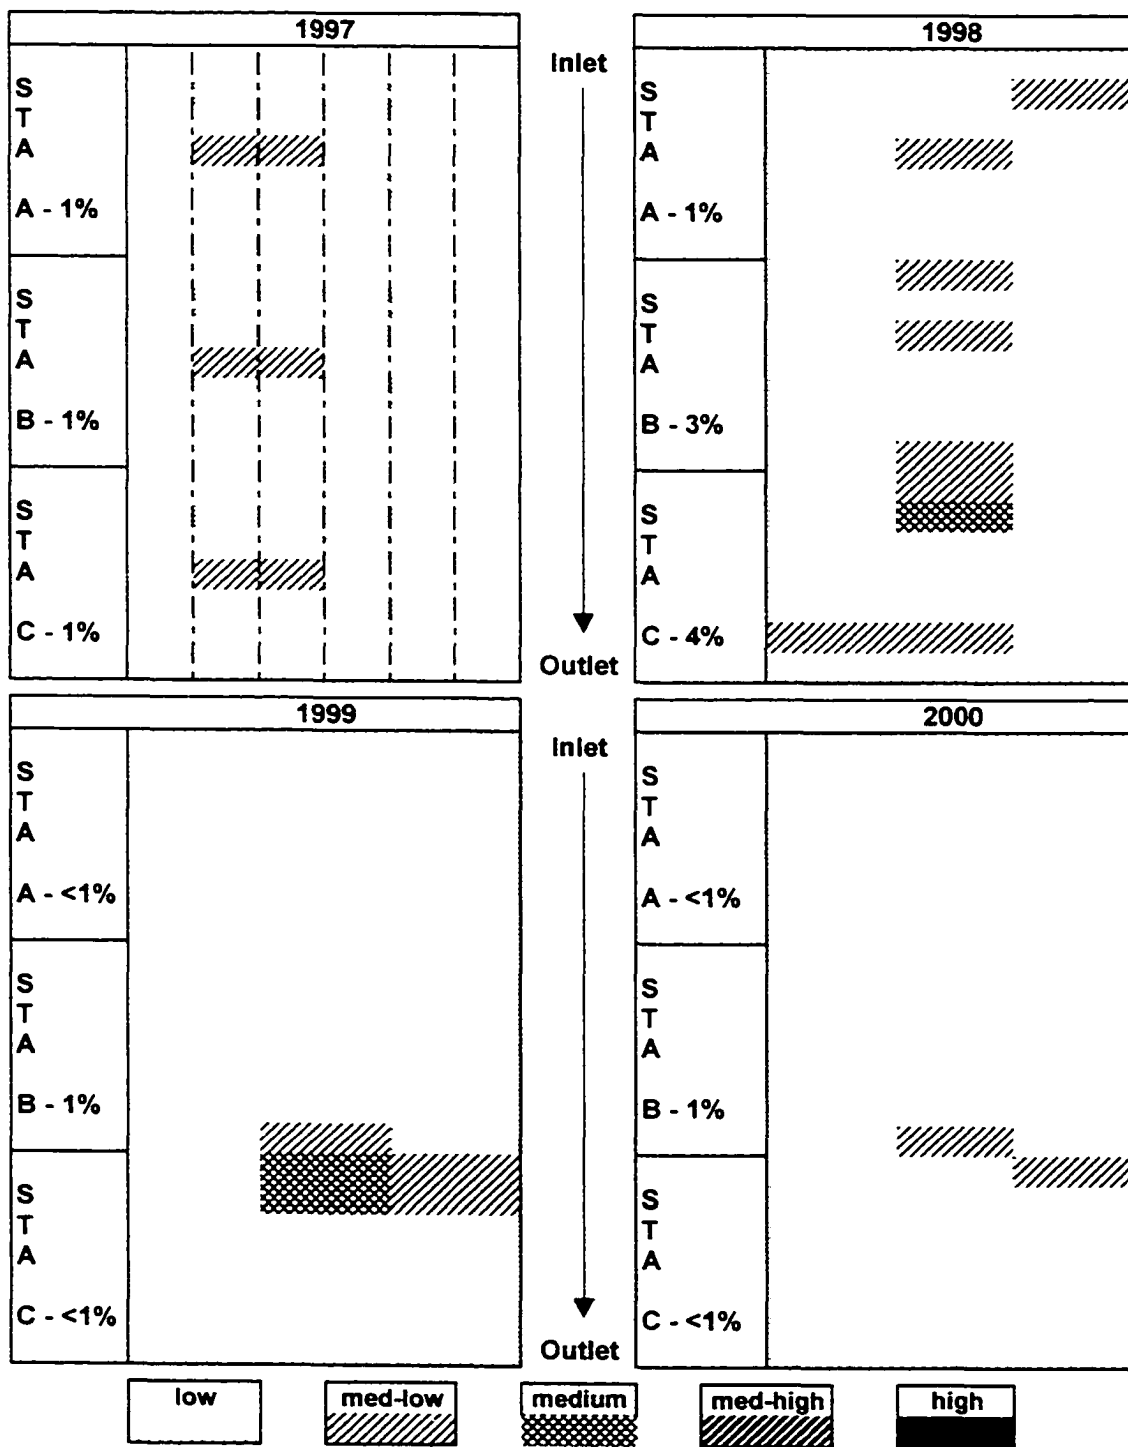 1997
S
T
A
A - 1%
S
T
A
B - 1%
S
T
A
C - 1%
Inlet
Outlet
1998
S
T
A
A - 1%
S
T
A
B - 3%
S
T
A
C - 4%
1999
S
T
A
A - <1%
S
T
A
B - 1%
S
T
A
C - <1%
Inlet
Outlet
2000
S
T
A
A - <1%
S
T
A
B - 1%
S
T
A
C - <1%
low
med-low
medium
med-high
high